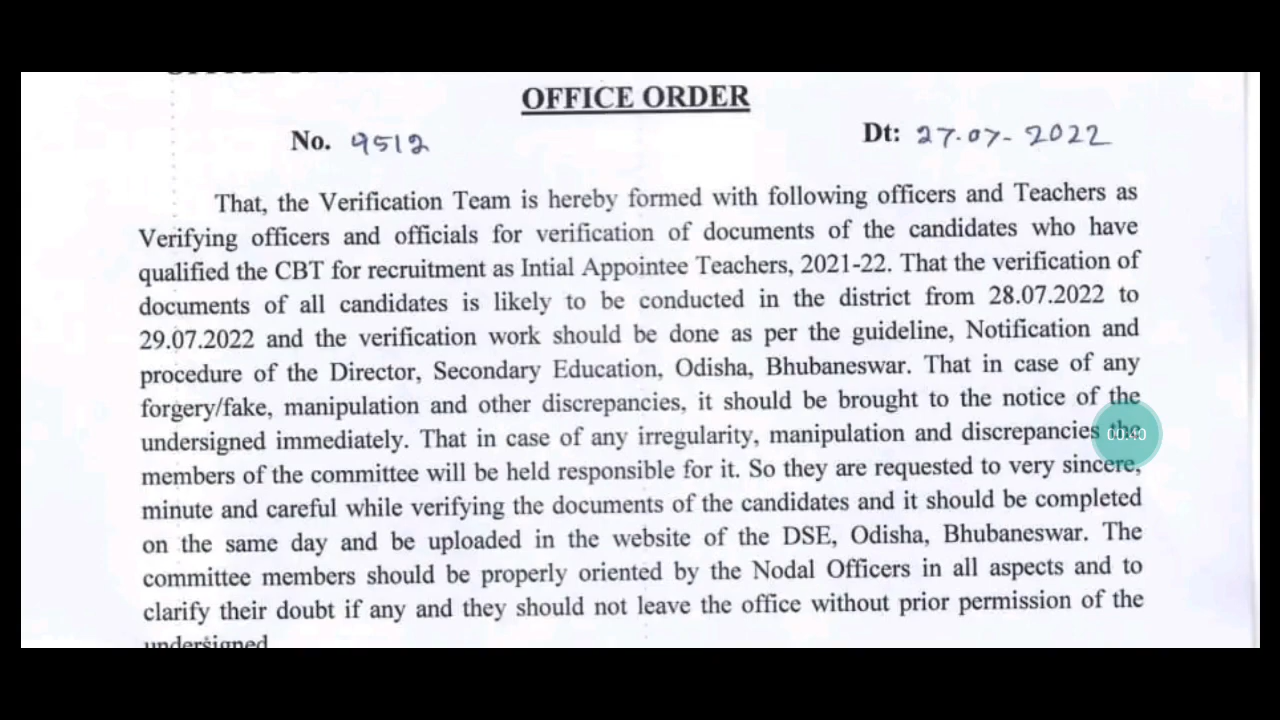 OFFICE ORDER
No. 9512 Dt: 27.07-2022
That, the Verification Team is hereby formed with following officers and Teachers as
Verifying officers and officials for verification of documents of the candidates who have
qualified the CBT for recruitment as Intial Appointee Teachers, 2021-22. That the verification of
documents of all candidates is likely to be conducted in the district from 28.07.2022 to
29.07.2022 and the verification work should be done as per the guideline, Notification and
procedure of the Director, Secondary Education, Odisha, Bhubaneswar. That in case of any
forgery/fake, manipulation and other discrepancies, it should be brought to the notice of the
undersigned immediately. That in case of any irregularity, manipulation and discrepancies the
00:40
members of the committee will be held responsible for it. So they are requested to very sincere,
minute and careful while verifying the documents of the candidates and it should be completed
on the same day and be uploaded in the website of the DSE, Odisha, Bhubaneswar. The
committee members should be properly oriented by the Nodal Officers in all aspects and to
clarify their doubt if any and they should not leave the office without prior permission of the
undersigned